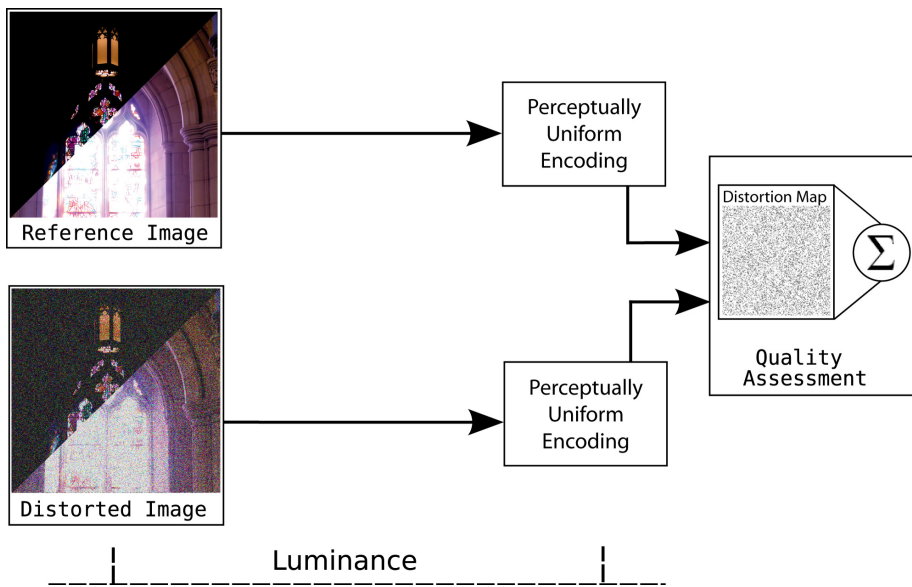 Reference Image
Perceptually
Uniform
Encoding
Distortion Map
Σ
Quality
Assessment
Perceptually
Uniform
Encoding
Distorted Image
Luminance